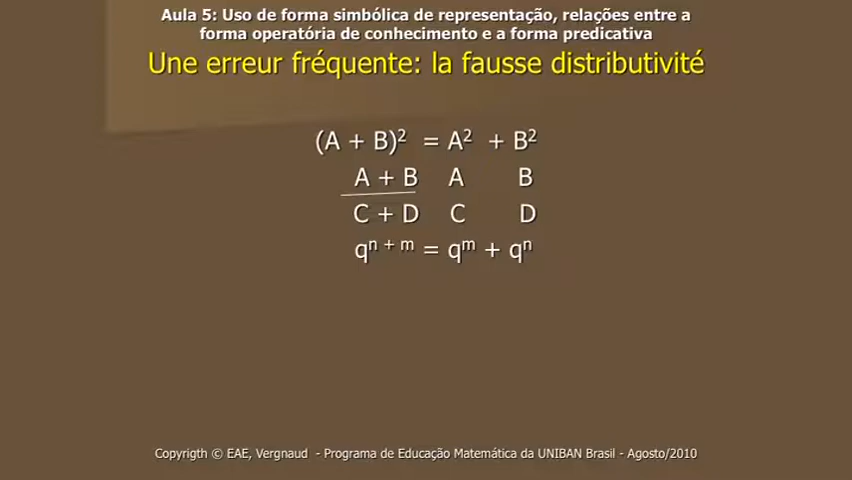 Aula 5: Uso de forma simbólica de representação, relações entre a
forma operatória de conhecimento e a forma predicativa
Une erreur fréquente: la fausse distributivité
(A + B)² = A² + B²
A + B A B
C + D C D
qⁿ ⁺ ᵐ = qᵐ + qⁿ
Copyrigth © EAE, Vergnaud - Programa de Educação Matemática da UNIBAN Brasil - Agosto/2010